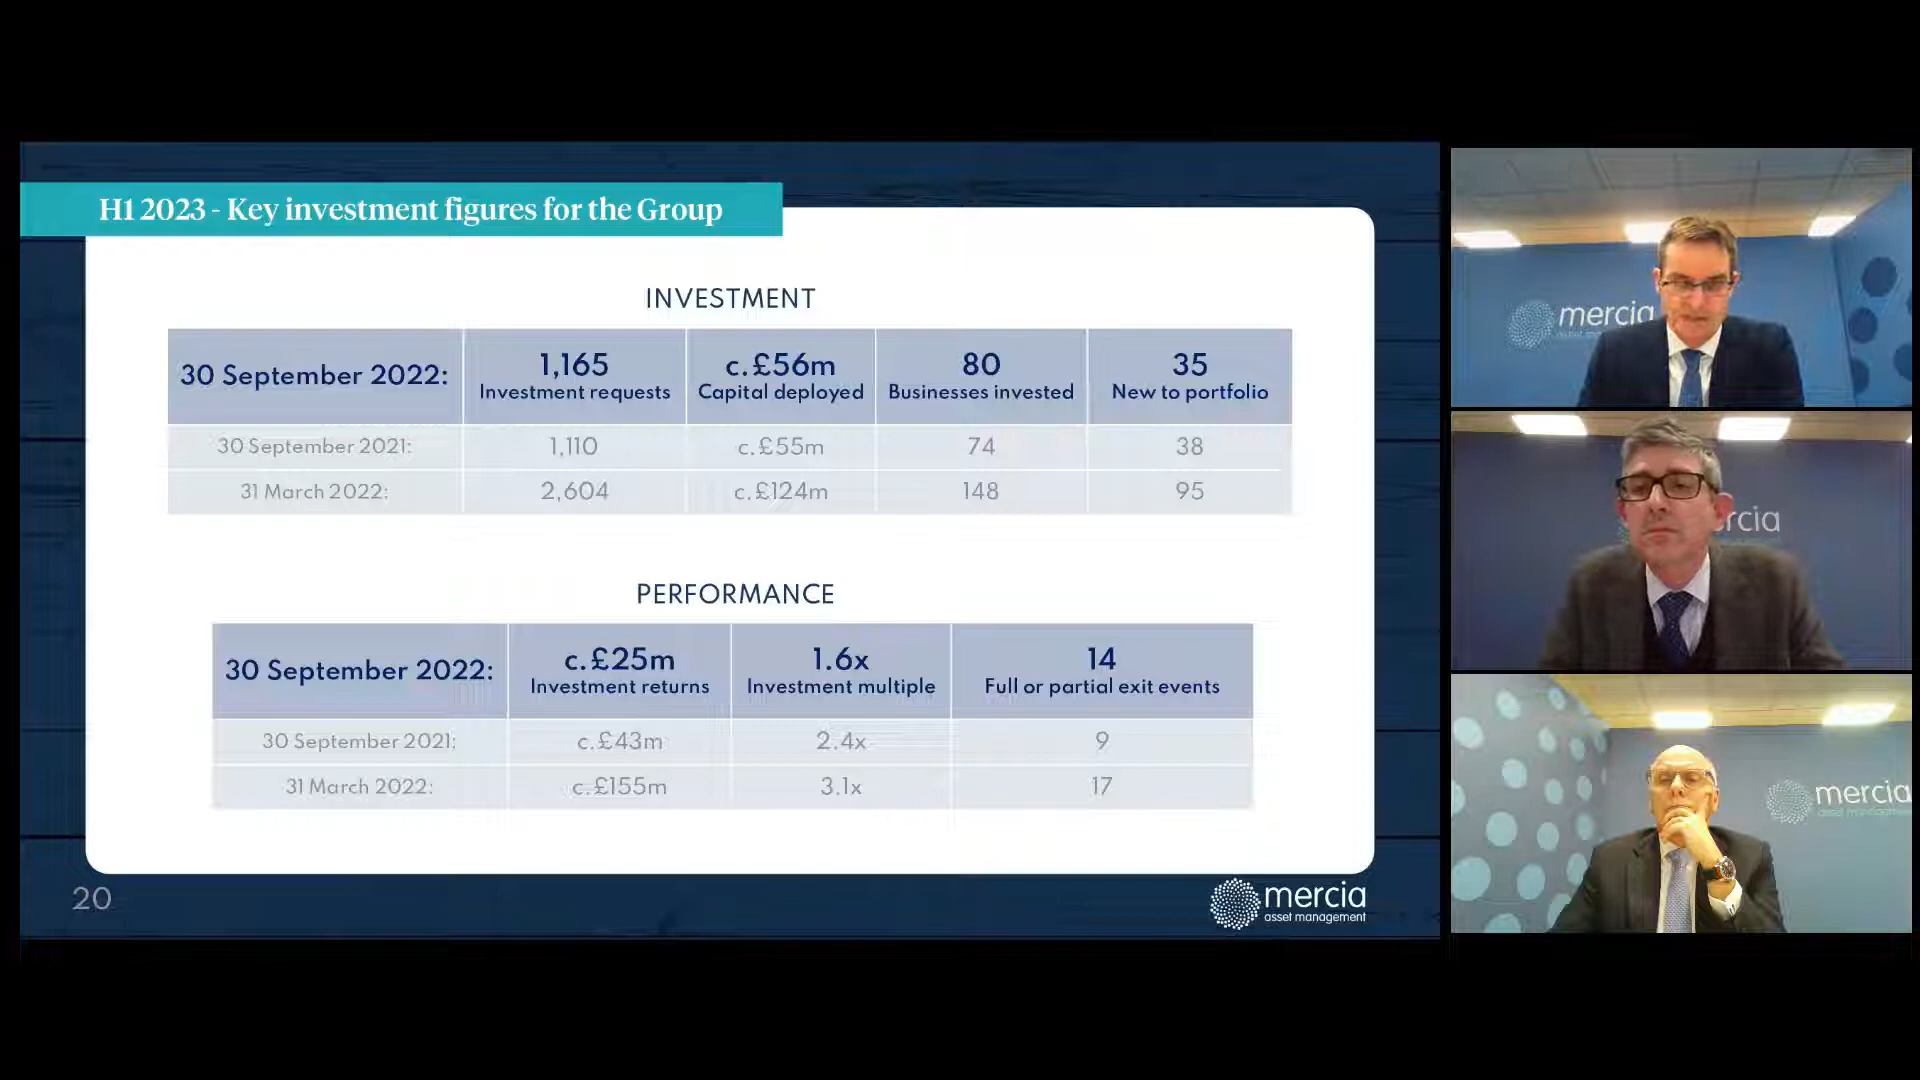 H1 2023 - Key investment figures for the Group
INVESTMENT
30 September 2022:
1,165
Investment requests
c.£56m
Capital deployed
80
Businesses invested
35
New to portfolio
30 September 2021:
1,110
c.£55m
74
38
31 March 2022:
2,604
c.£124m
148
95
PERFORMANCE
30 September 2022:
c.£25m
Investment returns
1.6x
Investment multiple
14
Full or partial exit events
30 September 2021:
c.£43m
2.4x
9
31 March 2022:
c.£155m
3.1x
17
20
mercia
asset management
mercia
rcia
mercia
asset management